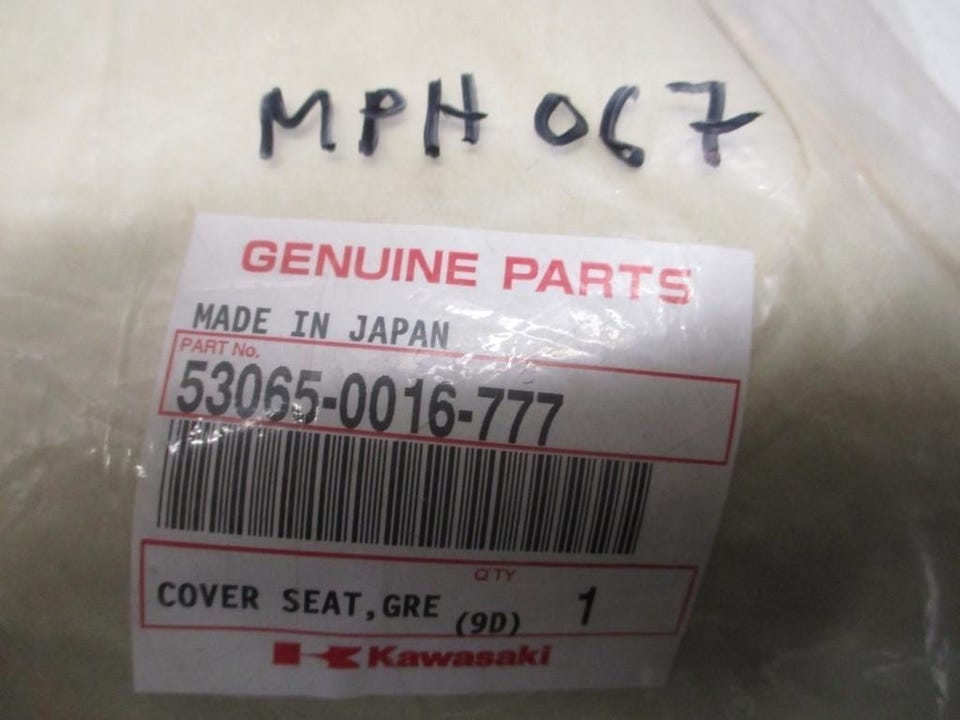 MPH 067
GENUINE PARTS
MADE IN JAPAN
PART No.
53065-0016-777
Q'TY
COVER SEAT,GRE (9D) 1
Kawasaki